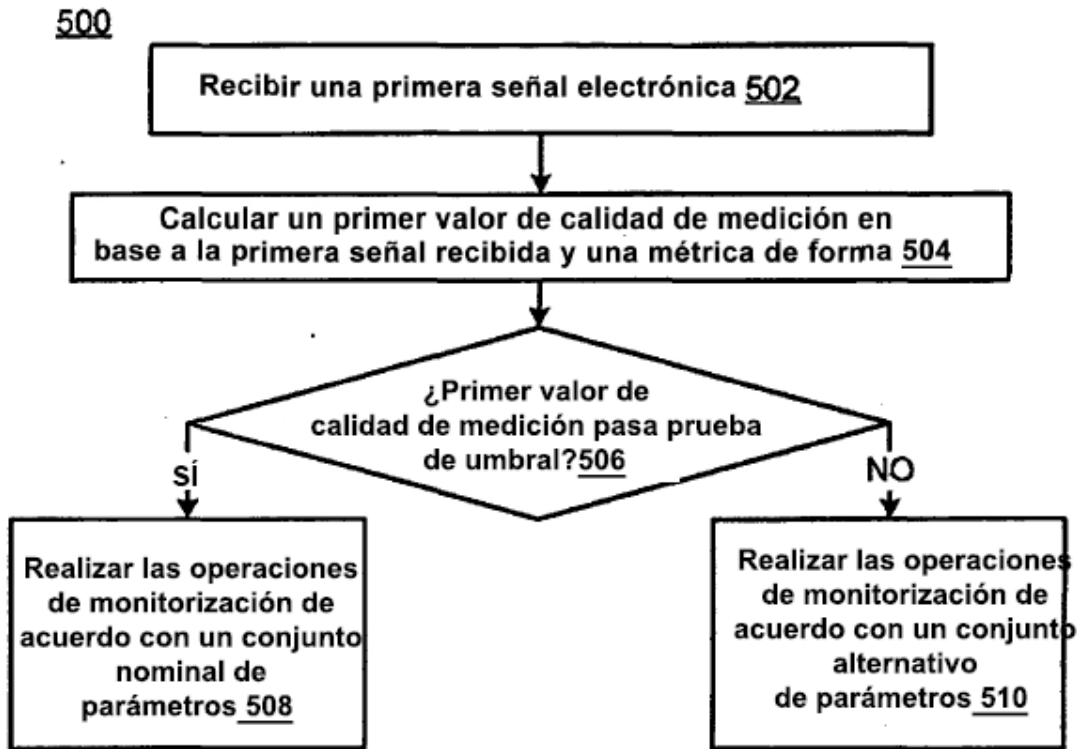 500
Recibir una primera señal electrónica 502
Calcular un primer valor de calidad de medición en
base a la primera señal recibida y una métrica de forma 504
¿Primer valor de
calidad de medición pasa prueba
de umbral?506
SÍ
NO
Realizar las operaciones
de monitorización de
acuerdo con un conjunto
nominal de
parámetros 508
Realizar las operaciones
de monitorización de
acuerdo con un conjunto
alternativo
de parámetros 510